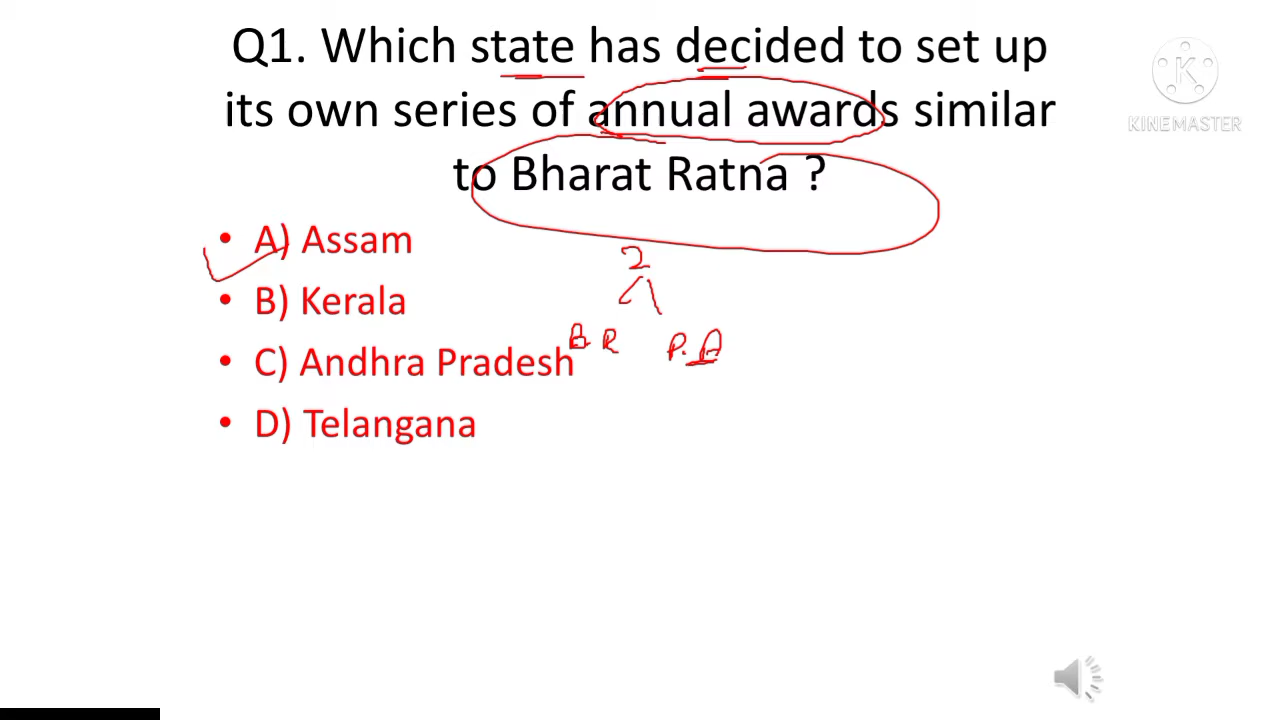 Q1. Which state has decided to set up
its own series of annual awards similar
to Bharat Ratna ?
K
KINEMASTER
• A) Assam
• B) Kerala
• C) Andhra Pradesh
• D) Telangana
2
B. R P. A